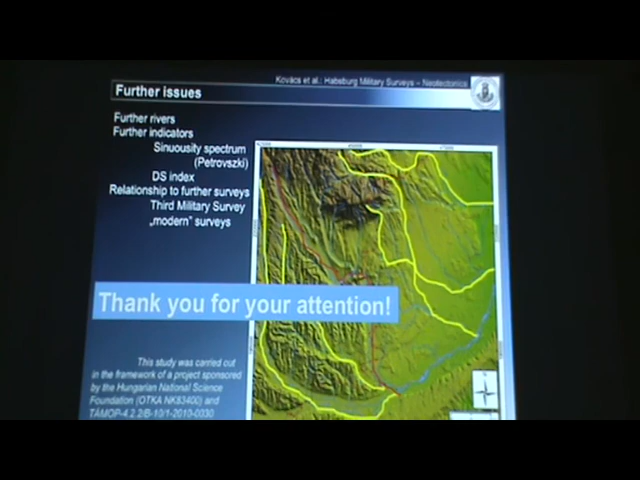 Kovács et al.: Habsburg Military Surveys – Neotectonics
Further issues
Further rivers
Further indicators
Sinuousity spectrum
(Petrovszki)
DS index
Relationship to further surveys
Third Military Survey
„modern" surveys
Thank you for your attention!
This study was carried out
in the framework of a project sponsored
by the Hungarian National Science
Foundation (OTKA NK83400) and
TÁMOP-4.2.2/B-10/1-2010-0030